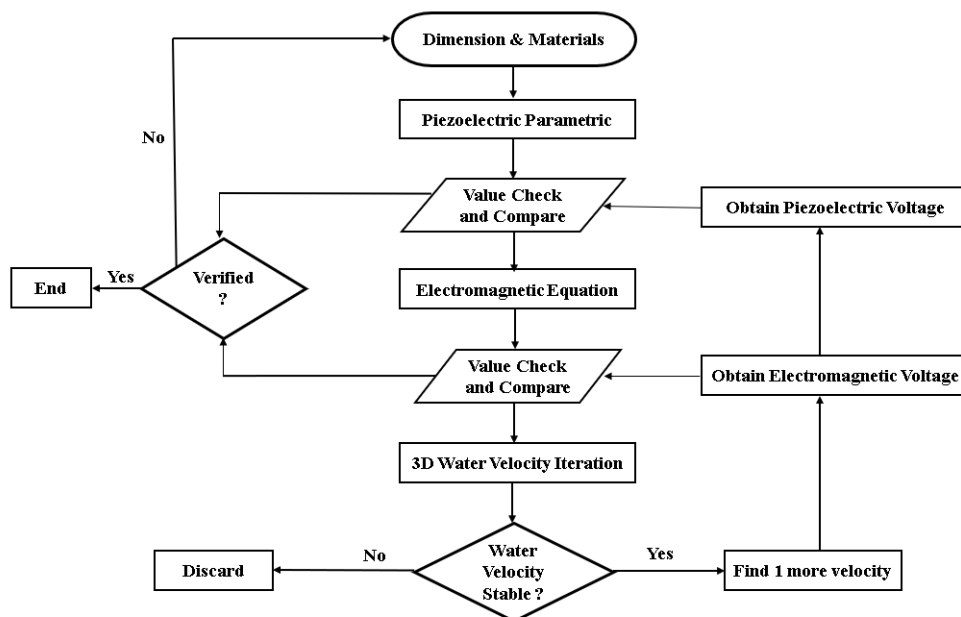 Dimension & Materials
No
Piezoelectric Parametric
Value Check
and Compare
Obtain Piezoelectric Voltage
End
Yes
Verified
?
Electromagnetic Equation
Value Check
and Compare
Obtain Electromagnetic Voltage
3D Water Velocity Iteration
Discard
No
Water
Velocity
Stable ?
Yes
Find 1 more velocity